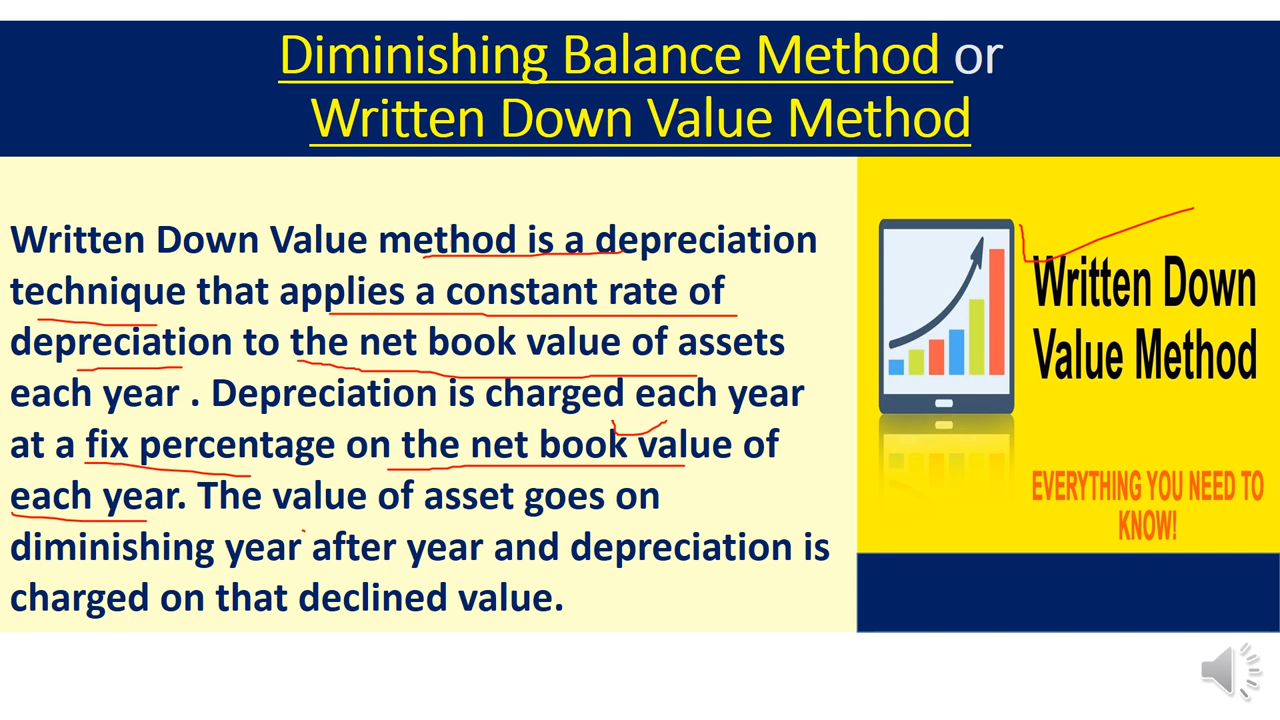 Diminishing Balance Method or
Written Down Value Method
Written Down Value method is a depreciation
technique that applies a constant rate of
depreciation to the net book value of assets
each year . Depreciation is charged each year
at a fix percentage on the net book value of
each year. The value of asset goes on
diminishing year after year and depreciation is
charged on that declined value.
Written Down
Value Method
EVERYTHING YOU NEED TO
KNOW!